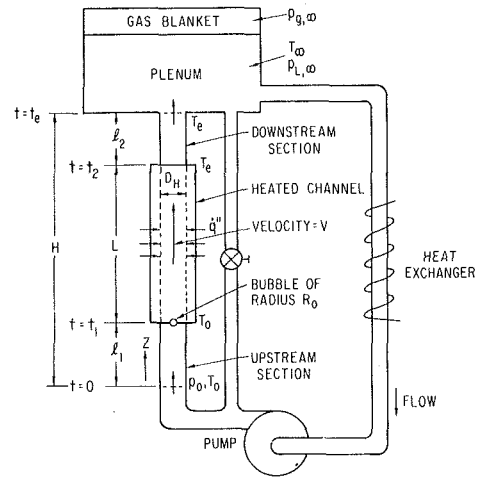 GAS BLANKET
p_g,∞
T_∞
p_L,∞
PLENUM
t=t_e
T_e
ℓ_2
DOWNSTREAM
SECTION
t=t_2
T_e
D_H
HEATED CHANNEL
q̇"
VELOCITY=V
H
L
HEAT
EXCHANGER
BUBBLE OF
RADIUS R_0
t=t_1
T_0
ℓ_1
Z
UPSTREAM
SECTION
t=0
p_0,T_0
FLOW
PUMP